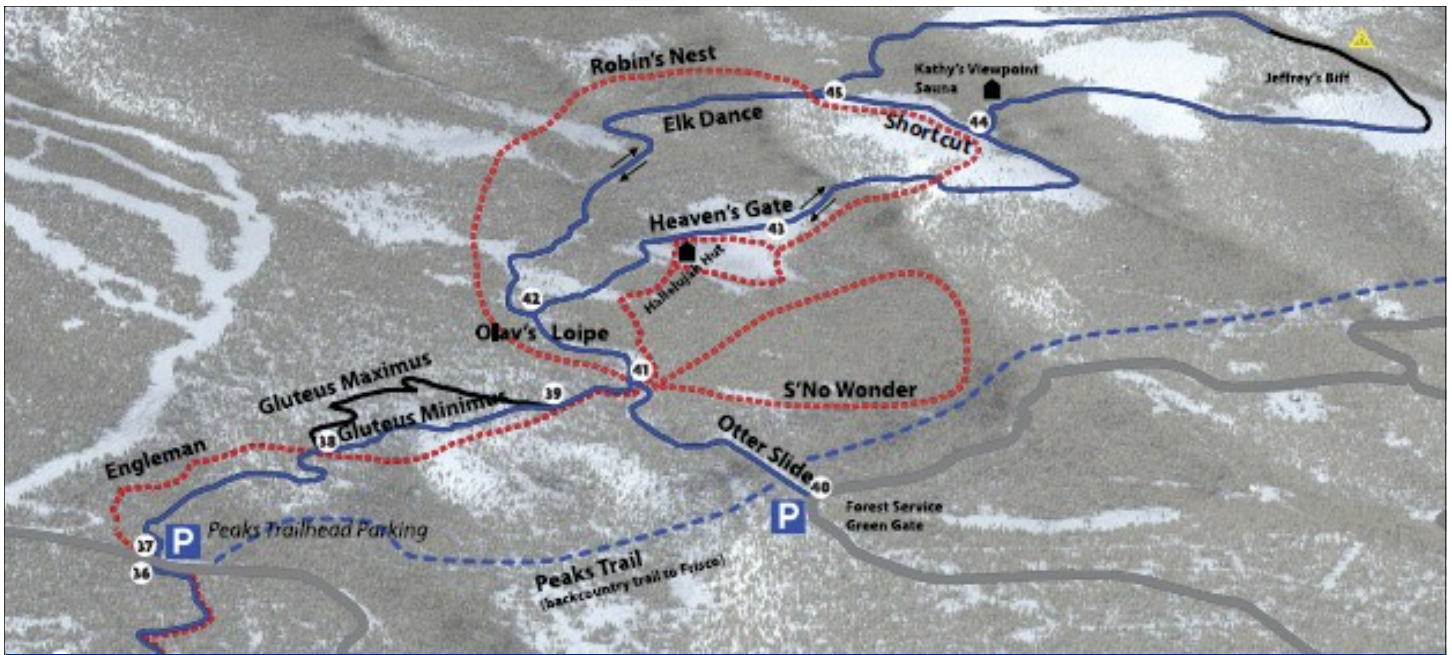 Robin's Nest
Kathy's Viewpoint
Sauna
Jeffrey's Biff
45
Elk Dance
44
Shortcut
Heaven's Gate
43
Hallelujah Hut
42
Olav's Loipe
41
Gluteus Maximus
39
S'No Wonder
Gluteus Minimus
38
Otter Slide
Engleman
40
Forest Service
Green Gate
P
P
Peaks Trailhead Parking
37
36
Peaks Trail
(backcountry trail to Frisco)